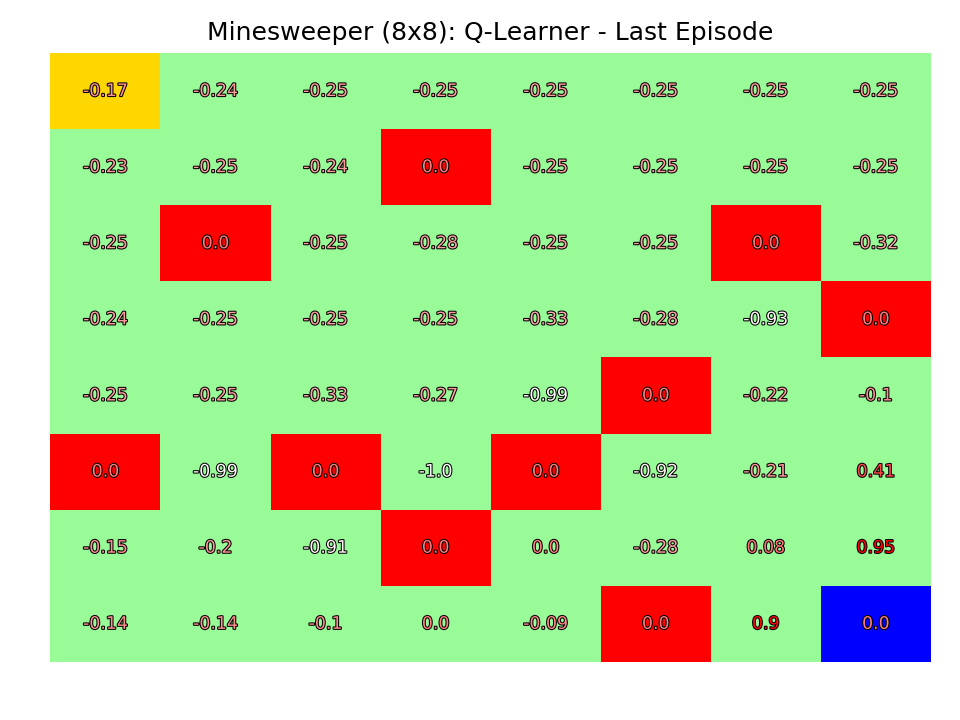 Minesweeper (8x8): Q-Learner - Last Episode
-0.17 -0.24 -0.25 -0.25 -0.25 -0.25 -0.25 -0.25
-0.23 -0.25 -0.24 0.0 -0.25 -0.25 -0.25 -0.25
-0.25 0.0 -0.25 -0.28 -0.25 -0.25 0.0 -0.32
-0.24 -0.25 -0.25 -0.25 -0.33 -0.28 -0.93 0.0
-0.25 -0.25 -0.33 -0.27 -0.99 0.0 -0.22 -0.1
0.0 -0.99 0.0 -1.0 0.0 -0.92 -0.21 0.41
-0.15 -0.2 -0.91 0.0 0.0 -0.28 0.08 0.95
-0.14 -0.14 -0.1 0.0 -0.09 0.0 0.9 0.0